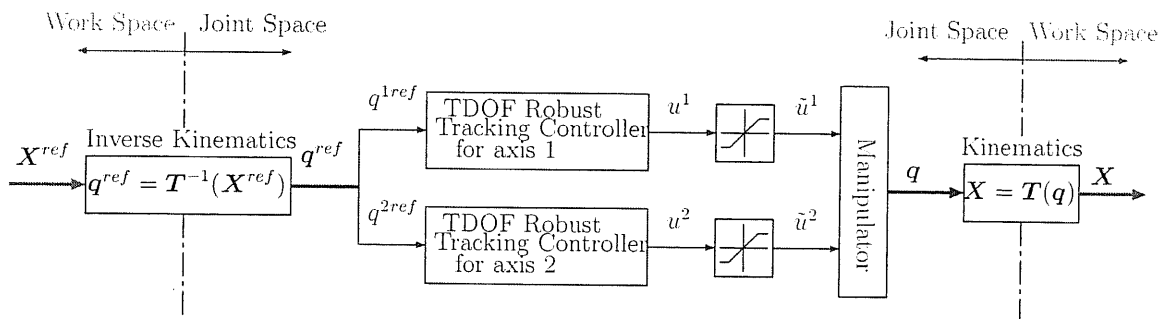 Work Space Joint Space
Joint Space Work Space
X^{ref}
Inverse Kinematics
q^{ref} = T^{-1}(X^{ref})
q^{ref}
q^{1ref}
TDOF Robust
Tracking Controller
for axis 1
u^1
ũ^1
q^{2ref}
TDOF Robust
Tracking Controller
for axis 2
u^2
ũ^2
Manipulator
q
Kinematics
X = T(q)
X